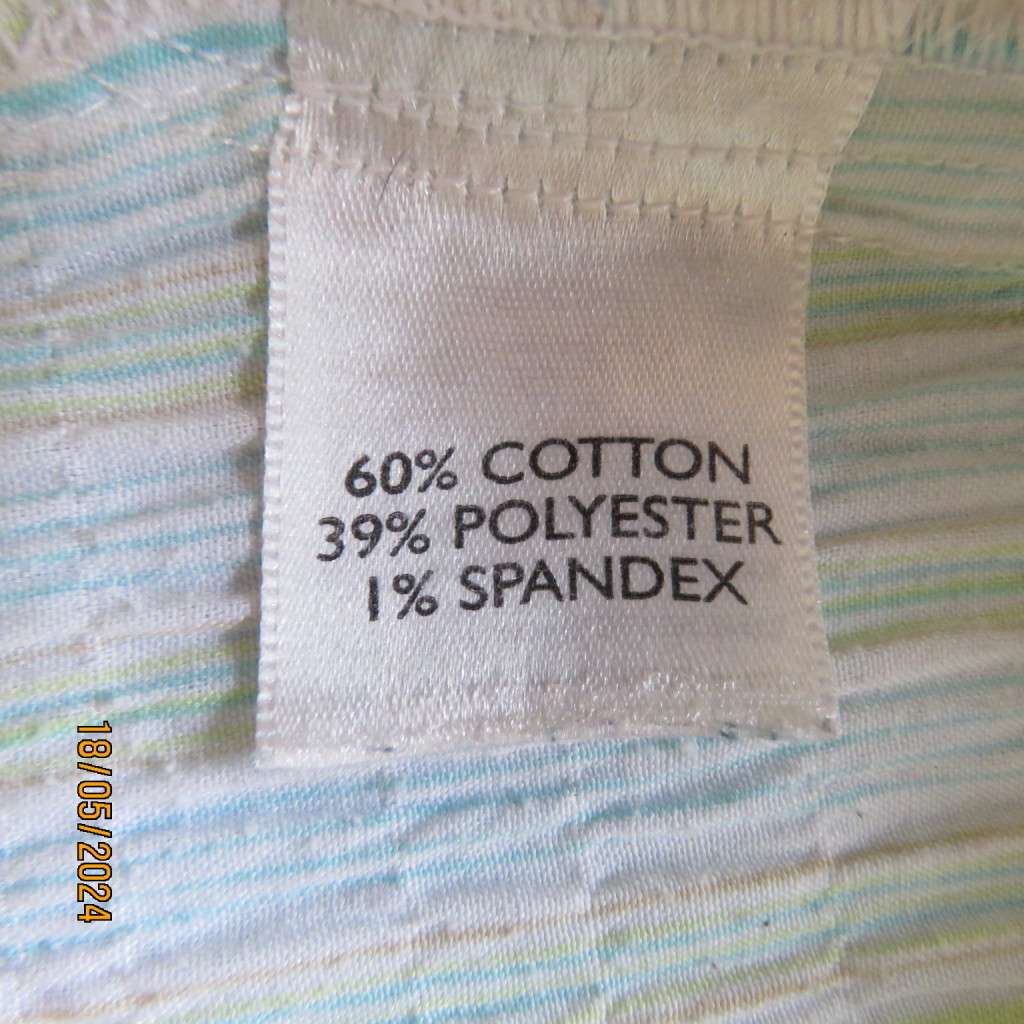 60% COTTON
39% POLYESTER
1% SPANDEX
18/05/2024